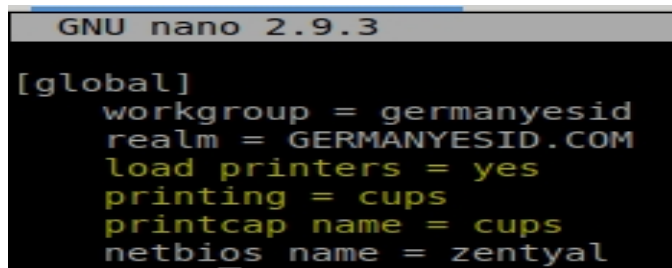 GNU nano 2.9.3
[global]
workgroup = germanyesid
realm = GERMANYESID.COM
load printers = yes
printing = cups
printcap name = cups
netbios name = zentyal